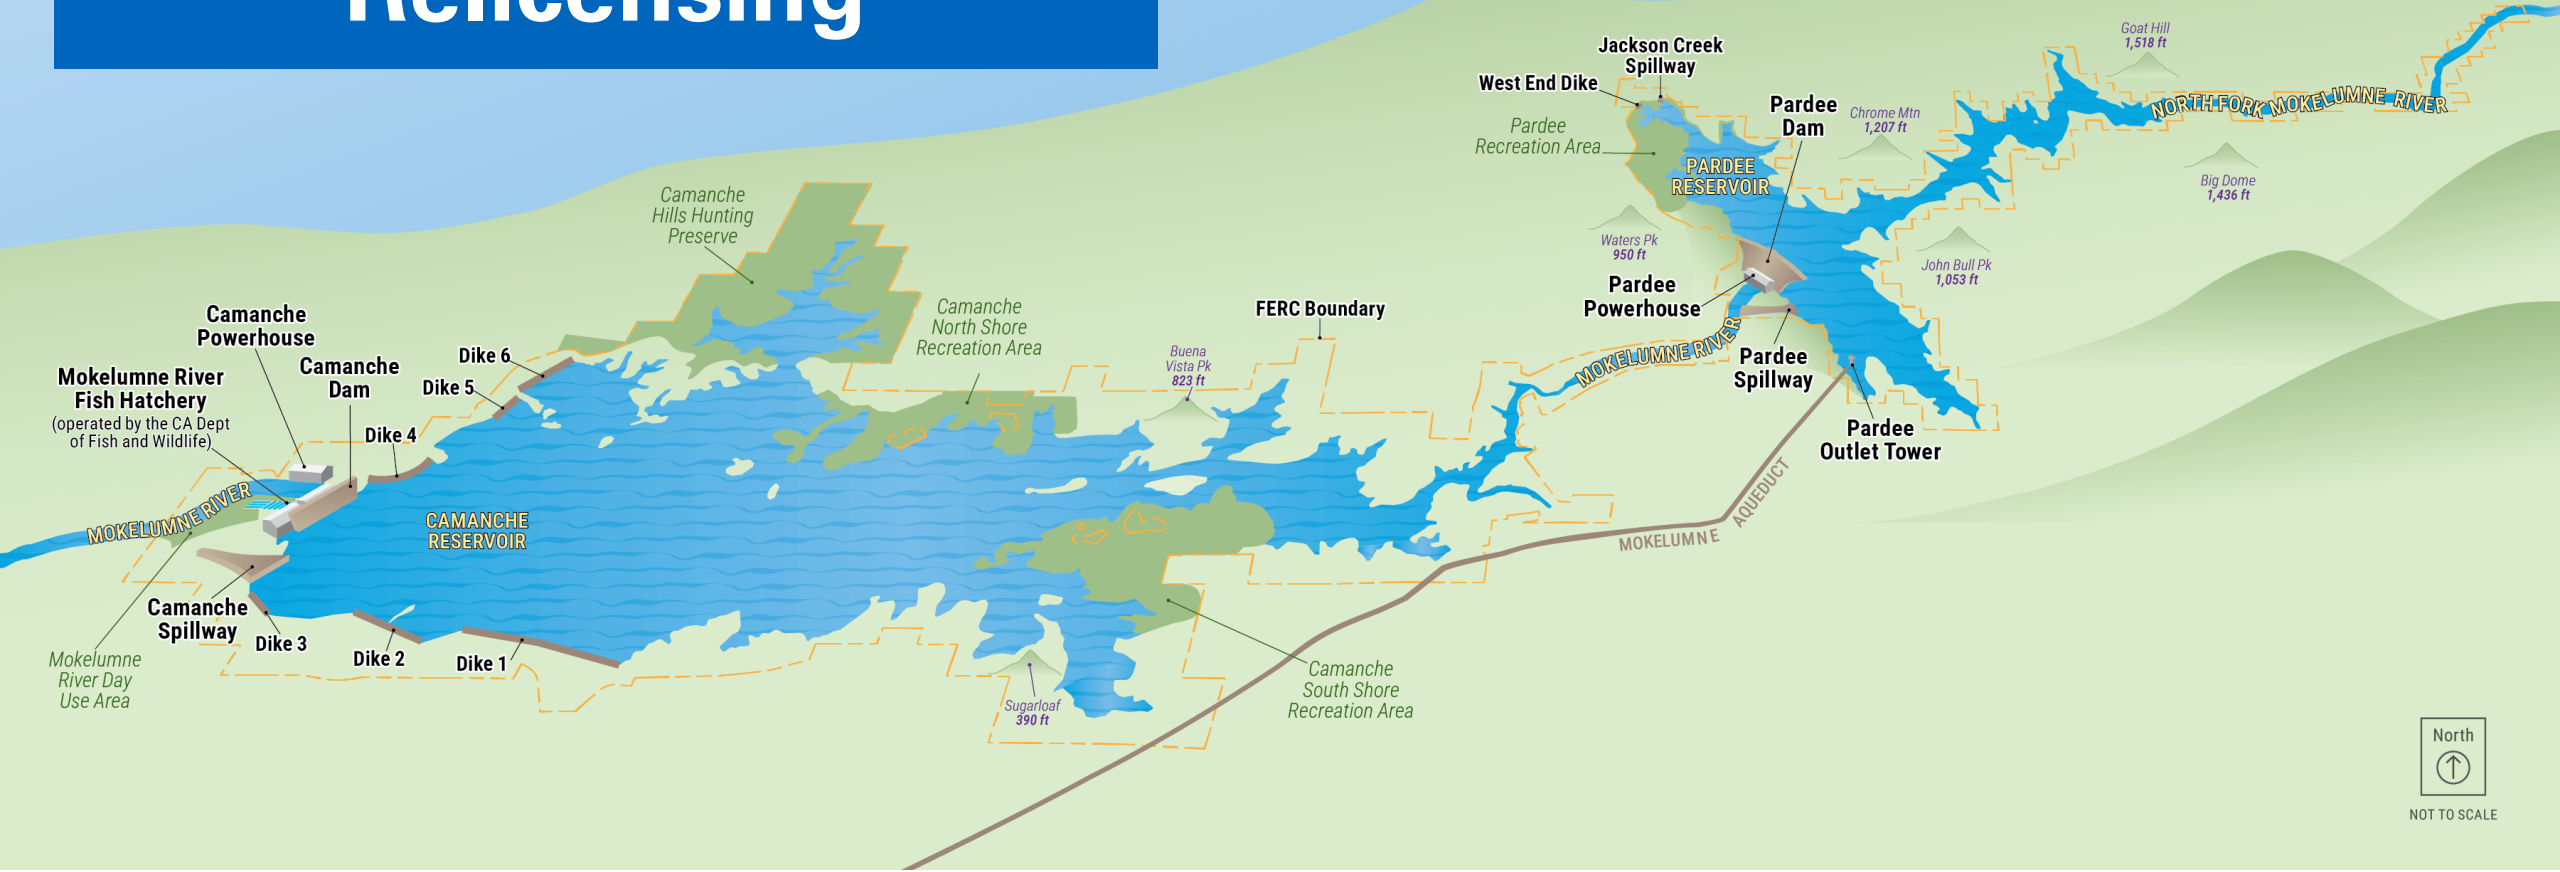 Relicensing
Goat Hill
1,518 ft
Jackson Creek
Spillway
West End Dike
Pardee
Dam
NORTH FORK MOKELUMNE RIVER
Chrome Mtn
1,207 ft
Pardee
Recreation Area
PARDEE
RESERVOIR
Big Dome
1,436 ft
Camanche
Hills Hunting
Preserve
Waters Pk
950 ft
John Bull Pk
1,053 ft
Pardee
Powerhouse
Camanche
North Shore
Recreation Area
FERC Boundary
Camanche
Powerhouse
MOKELUMNE RIVER
Pardee
Spillway
Dike 6
Buena
Vista Pk
823 ft
Camanche
Dam
Mokelumne River
Fish Hatchery
(operated by the CA Dept
of Fish and Wildlife)
Dike 5
Dike 4
Pardee
Outlet Tower
MOKELUMNE RIVER
CAMANCHE
RESERVOIR
MOKELUMNE AQUEDUCT
Camanche
Spillway
Dike 3
Dike 2
Dike 1
Mokelumne
River Day
Use Area
Camanche
South Shore
Recreation Area
Sugarloaf
390 ft
North
NOT TO SCALE